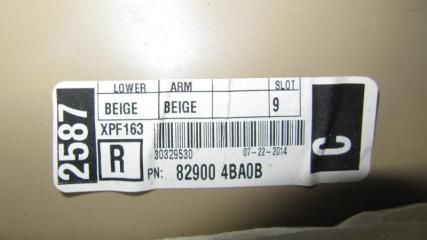 2587
LOWER ARM SLOT
BEIGE BEIGE 9
XPF163
R
30329530 07-22-2014
PN: 82900 4BA0B
C